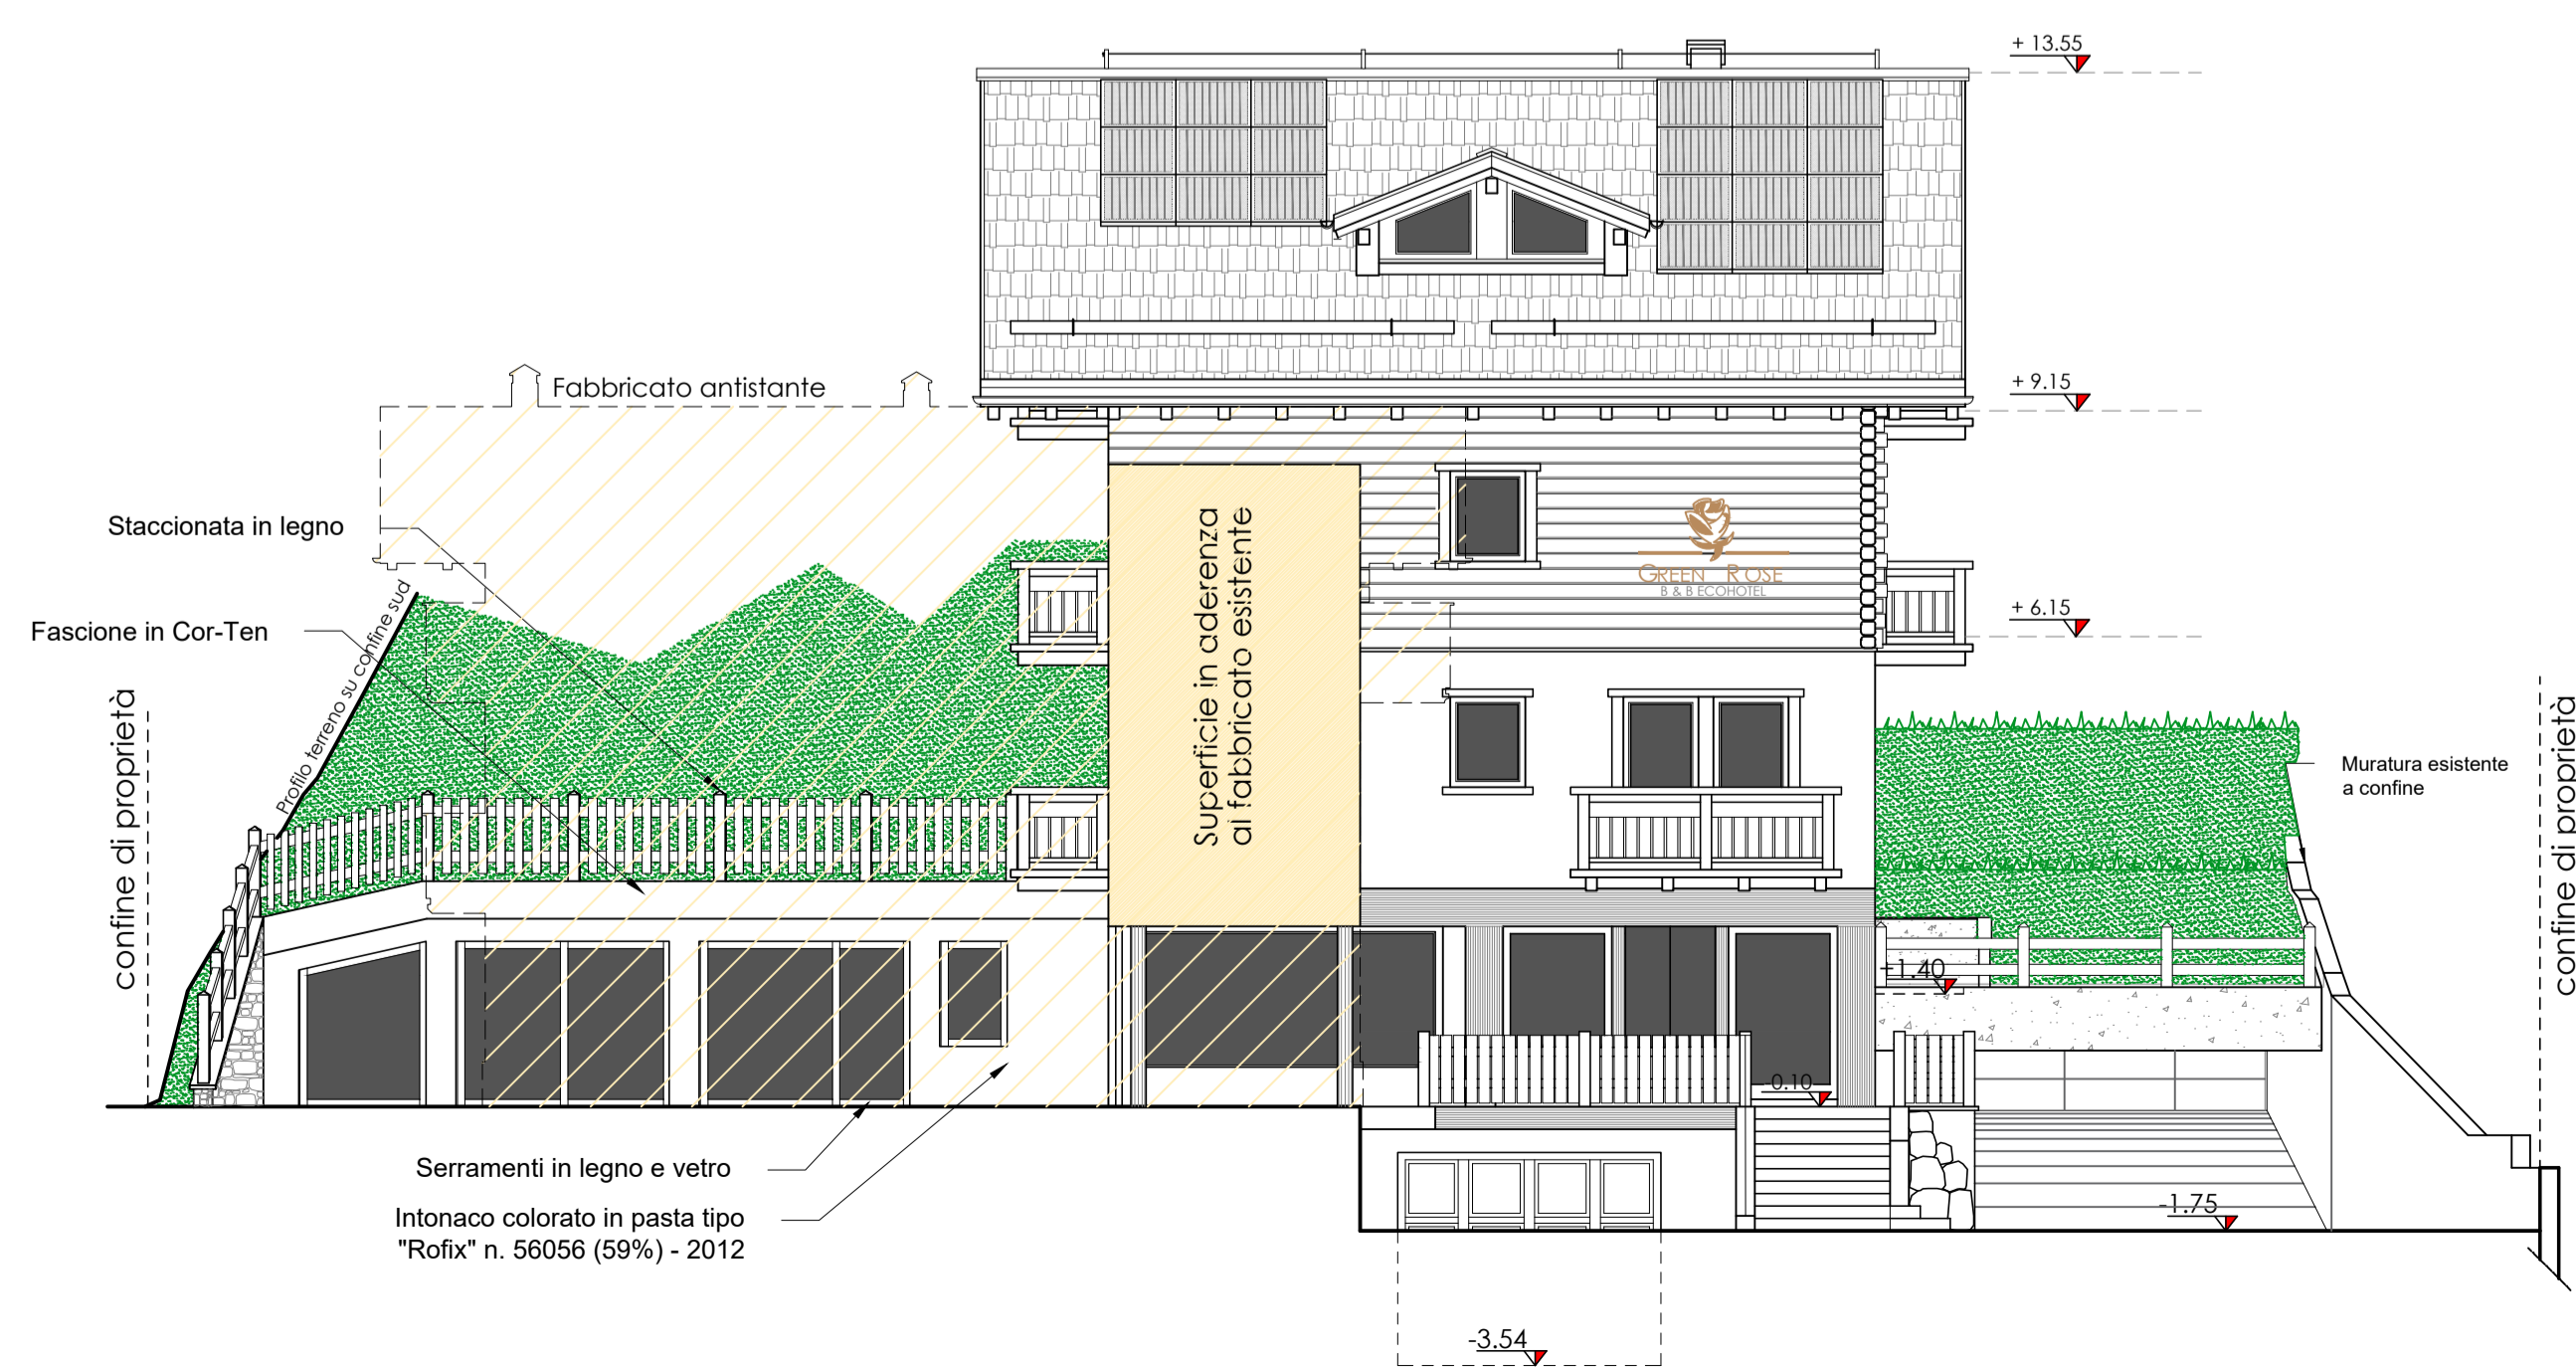 + 13.55
Fabbricato antistante
+ 9.15
Staccionata in legno
Superficie in aderenza
al fabbricato esistente
GREEN ROSE
B & B ECOHOTEL
+ 6.15
Fascione in Cor-Ten
Profilo terreno su confine sud
confine di proprietà
confine di proprietà
Muratura esistente
a confine
+1.40
-0.10
Serramenti in legno e vetro
Intonaco colorato in pasta tipo
"Rofix" n. 56056 (59%) - 2012
-1.75
-3.54